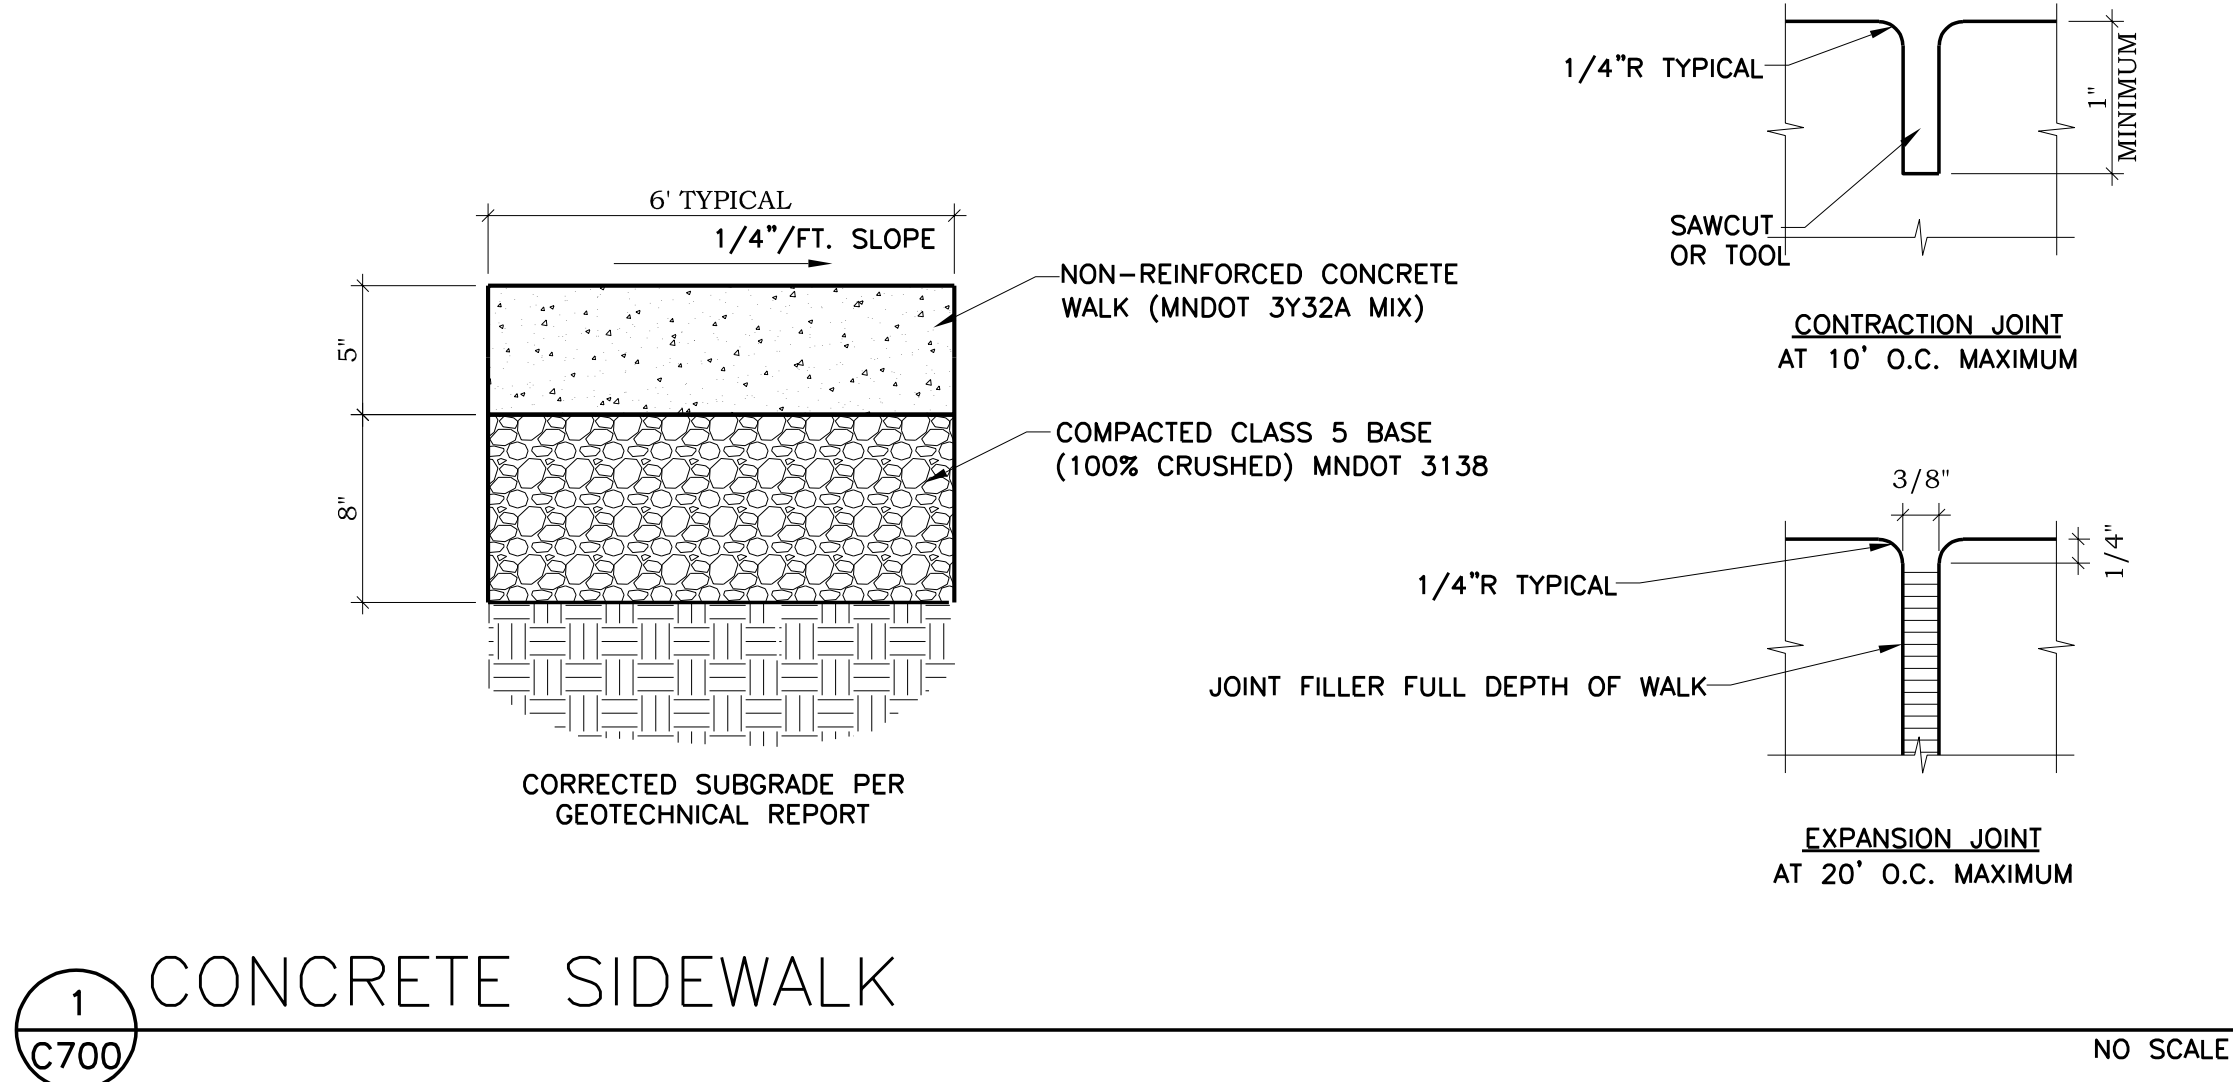 6' TYPICAL
1/4"/FT. SLOPE
5"
8"
NON-REINFORCED CONCRETE
WALK (MNDOT 3Y32A MIX)
COMPACTED CLASS 5 BASE
(100% CRUSHED) MNDOT 3138
CORRECTED SUBGRADE PER
GEOTECHNICAL REPORT
1/4"R TYPICAL
1"
MINIMUM
SAWCUT
OR TOOL
CONTRACTION JOINT
AT 10' O.C. MAXIMUM
3/8"
1/4"
1/4"R TYPICAL
JOINT FILLER FULL DEPTH OF WALK
EXPANSION JOINT
AT 20' O.C. MAXIMUM
1
C700
CONCRETE SIDEWALK
NO SCALE